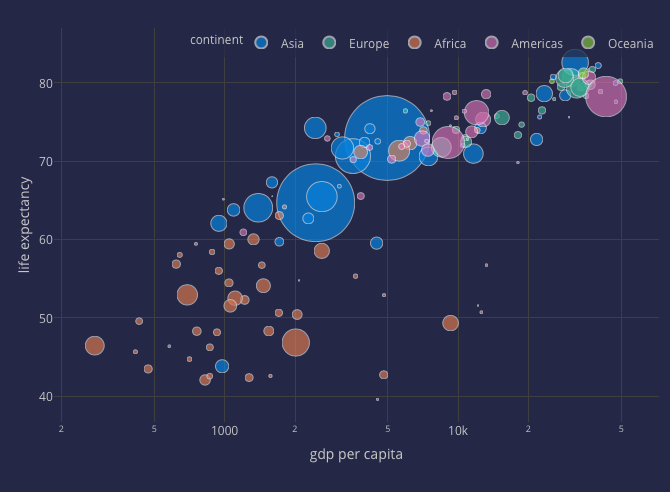 continent Asia Europe Africa Americas Oceania
80
70
60
50
40
life expectancy
2 5 1000 2 5 10k 2 5
gdp per capita